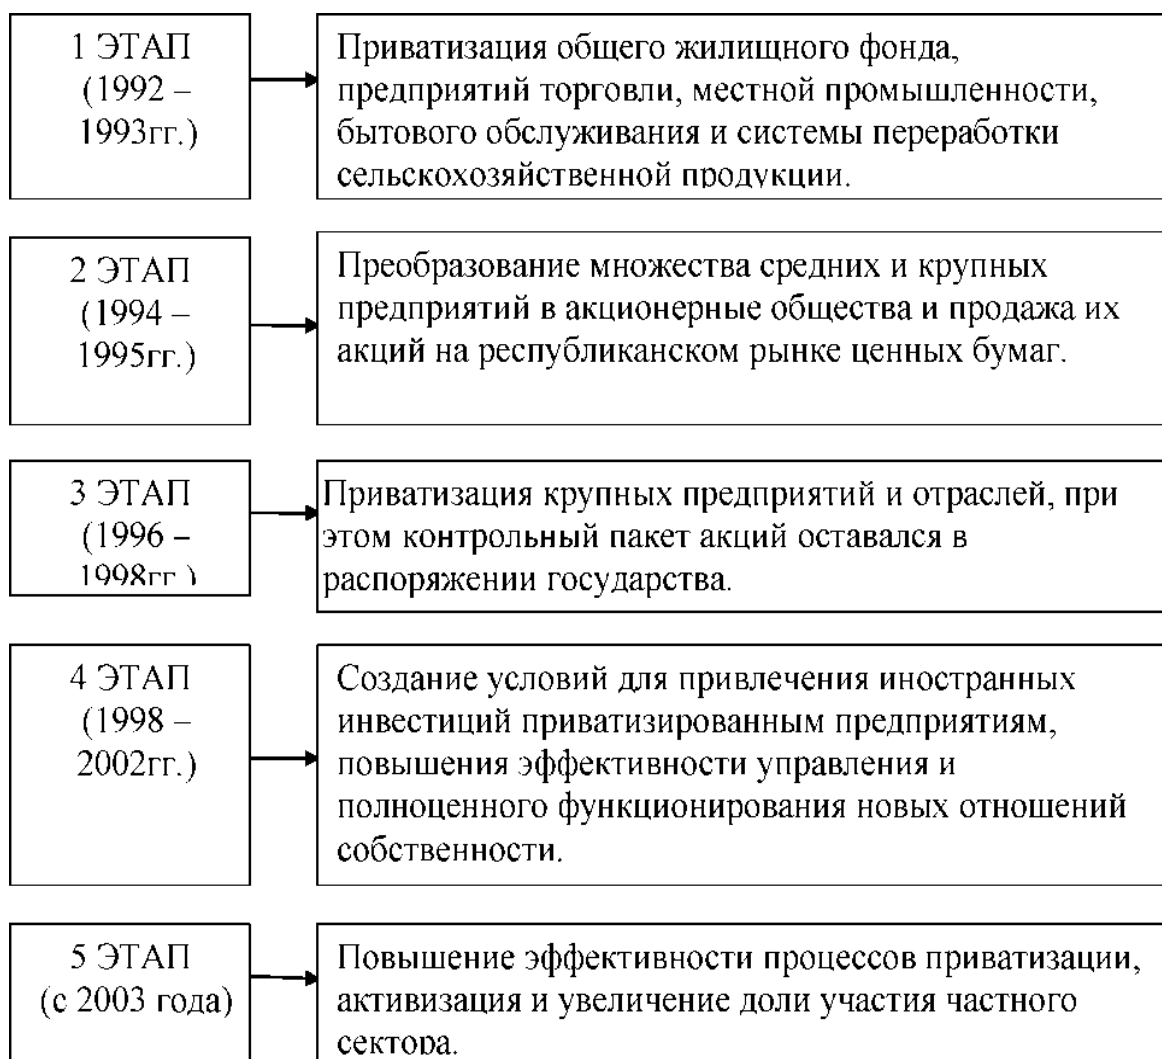 1 ЭТАП
(1992 –
1993гг.)
Приватизация общего жилищного фонда,
предприятий торговли, местной промышленности,
бытового обслуживания и системы переработки
сельскохозяйственной продукции.
2 ЭТАП
(1994 –
1995гг.)
Преобразование множества средних и крупных
предприятий в акционерные общества и продажа их
акций на республиканском рынке ценных бумаг.
3 ЭТАП
(1996 –
1998гг.)
Приватизация крупных предприятий и отраслей, при
этом контрольный пакет акций оставался в
распоряжении государства.
4 ЭТАП
(1998 –
2002гг.)
Создание условий для привлечения иностранных
инвестиций приватизированным предприятиям,
повышения эффективности управления и
полноценного функционирования новых отношений
собственности.
5 ЭТАП
(с 2003 года)
Повышение эффективности процессов приватизации,
активизация и увеличение доли участия частного
сектора.